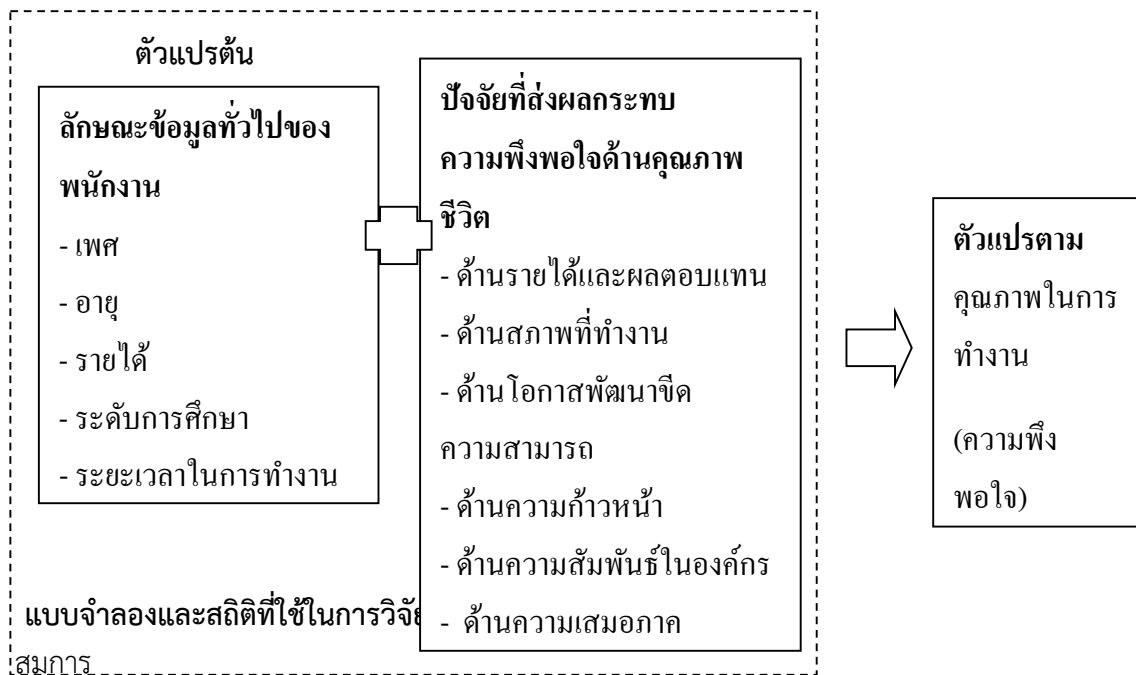 ตัวแปรต้น
ลักษณะข้อมูลทั่วไปของ
พนักงาน
- เพศ
- อายุ
- รายได้
- ระดับการศึกษา
- ระยะเวลาในการทำงาน
ปัจจัยที่ส่งผลกระทบ
ความพึงพอใจด้านคุณภาพ
ชีวิต
- ด้านรายได้และผลตอบแทน
- ด้านสภาพที่ทำงาน
- ด้านโอกาสพัฒนาขีด
ความสามารถ
- ด้านความก้าวหน้า
- ด้านความสัมพันธ์ในองค์กร
- ด้านความเสมอภาค
ตัวแปรตาม
คุณภาพในการ
ทำงาน
(ความพึง
พอใจ)
แบบจำลองและสถิติที่ใช้ในการวิจัย
สมการ